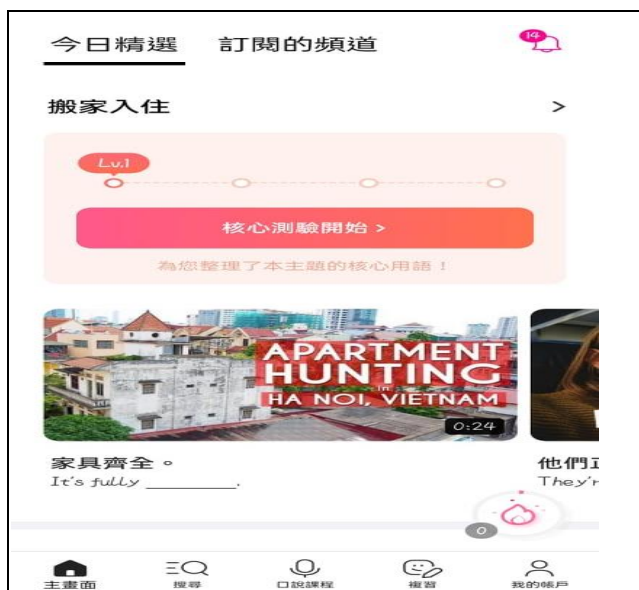 今日精選 訂閱的頻道 14
搬家入住 >
Lv.1
核心測驗開始 >
為您整理了本主題的核心用語！
APARTMENT
HUNTING
in
HA NOI, VIETNAM
0:24
家具齊全。 他們正
It's fully ________. They'r
0
主畫面 搜尋 口說課程 複習 我的帳戶